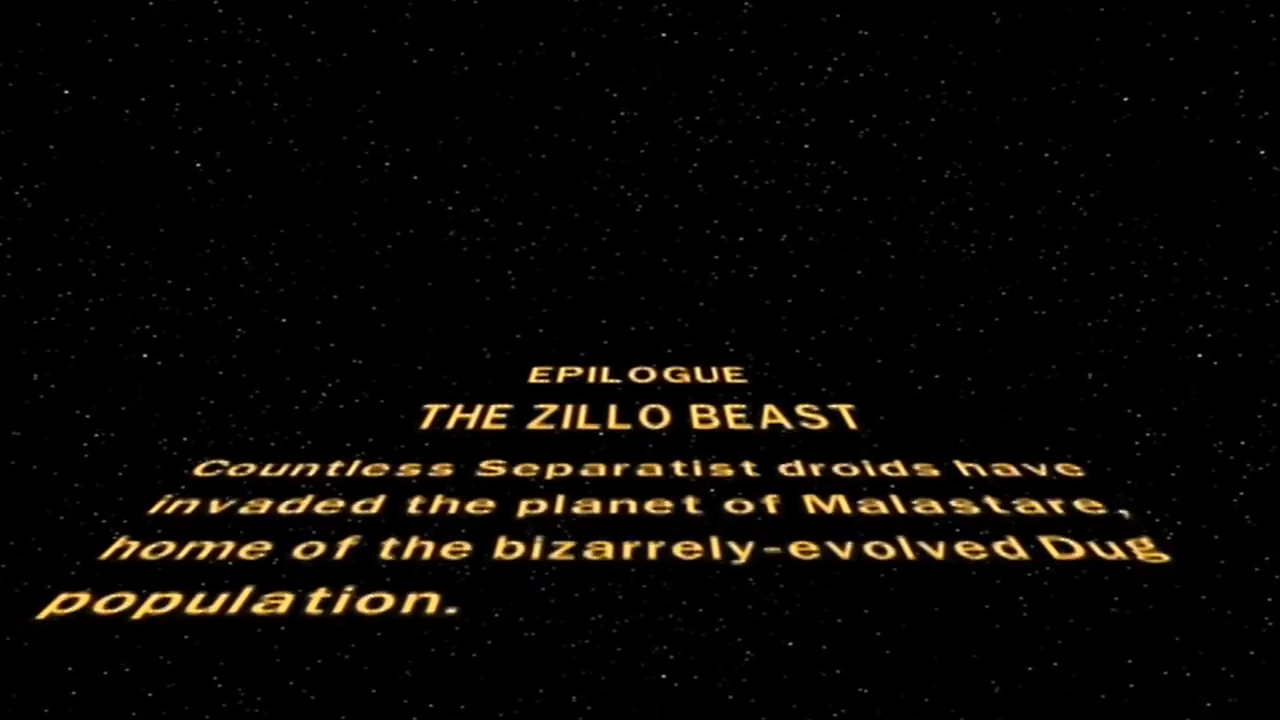 EPILOGUE
THE ZILLO BEAST
Countless Separatist droids have
invaded the planet of Malastare,
home of the bizarrely-evolved Dug
population.